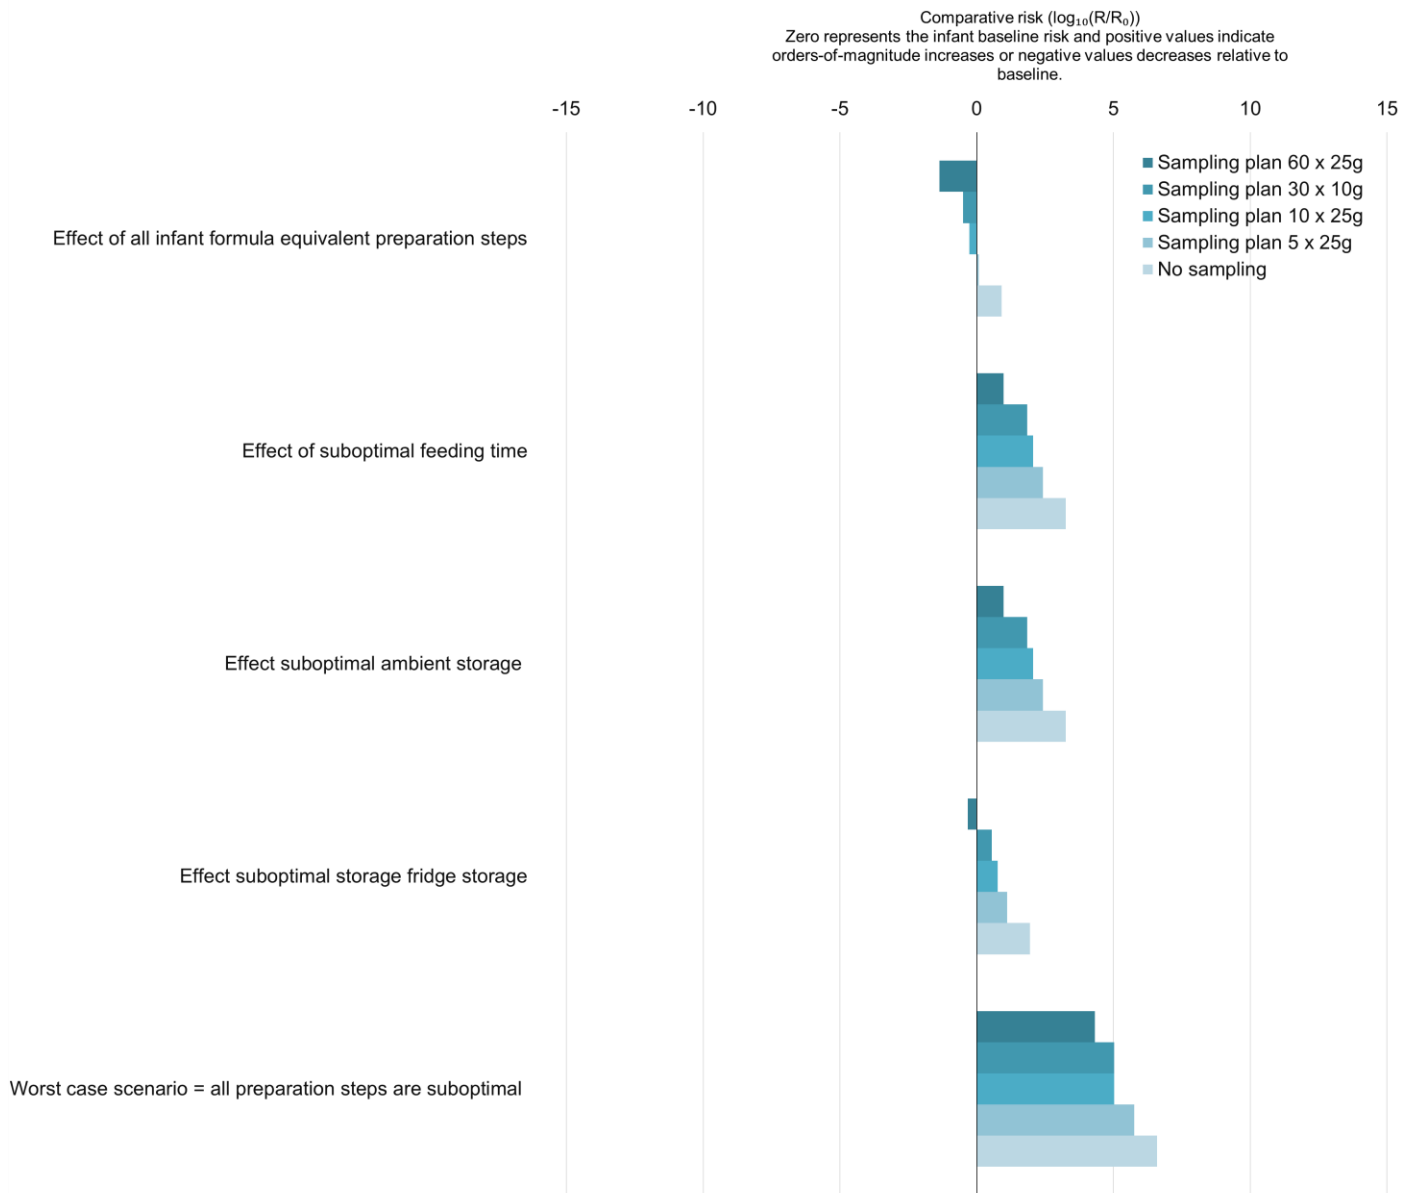 Comparative risk (log₁₀(R/R₀))
Zero represents the infant baseline risk and positive values indicate
orders-of-magnitude increases or negative values decreases relative to
baseline.
-15 -10 -5 0 5 10 15
Sampling plan 60 x 25g
Sampling plan 30 x 10g
Sampling plan 10 x 25g
Sampling plan 5 x 25g
No sampling
Effect of all infant formula equivalent preparation steps
Effect of suboptimal feeding time
Effect suboptimal ambient storage
Effect suboptimal storage fridge storage
Worst case scenario = all preparation steps are suboptimal